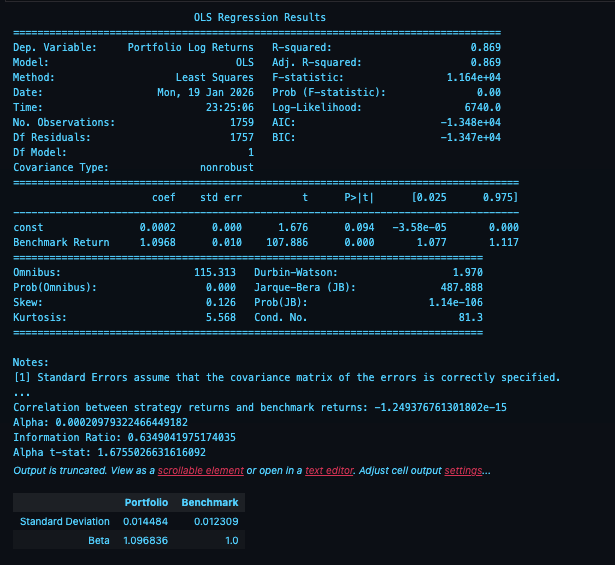 OLS Regression Results
==============================================================================
Dep. Variable: Portfolio Log Returns R-squared: 0.869
Model: OLS Adj. R-squared: 0.869
Method: Least Squares F-statistic: 1.164e+04
Date: Mon, 19 Jan 2026 Prob (F-statistic): 0.00
Time: 23:25:06 Log-Likelihood: 6740.0
No. Observations: 1759 AIC: -1.348e+04
Df Residuals: 1757 BIC: -1.347e+04
Df Model: 1
Covariance Type: nonrobust
==============================================================================
coef std err t P>|t| [0.025 0.975]
------------------------------------------------------------------------------
const 0.0002 0.000 1.676 0.094 -3.58e-05 0.000
Benchmark Return 1.0968 0.010 107.886 0.000 1.077 1.117
==============================================================================
Omnibus: 115.313 Durbin-Watson: 1.970
Prob(Omnibus): 0.000 Jarque-Bera (JB): 487.888
Skew: 0.126 Prob(JB): 1.14e-106
Kurtosis: 5.568 Cond. No. 81.3
==============================================================================
Notes:
[1] Standard Errors assume that the covariance matrix of the errors is correctly specified.
...
Correlation between strategy returns and benchmark returns: -1.249376761301802e-15
Alpha: 0.00020979322466449182
Information Ratio: 0.6349041975174035
Alpha t-stat: 1.6755026631616092
Output is truncated. View as a scrollable element or open in a text editor. Adjust cell output settings...
Portfolio Benchmark
Standard Deviation 0.014484 0.012309
Beta 1.096836 1.0